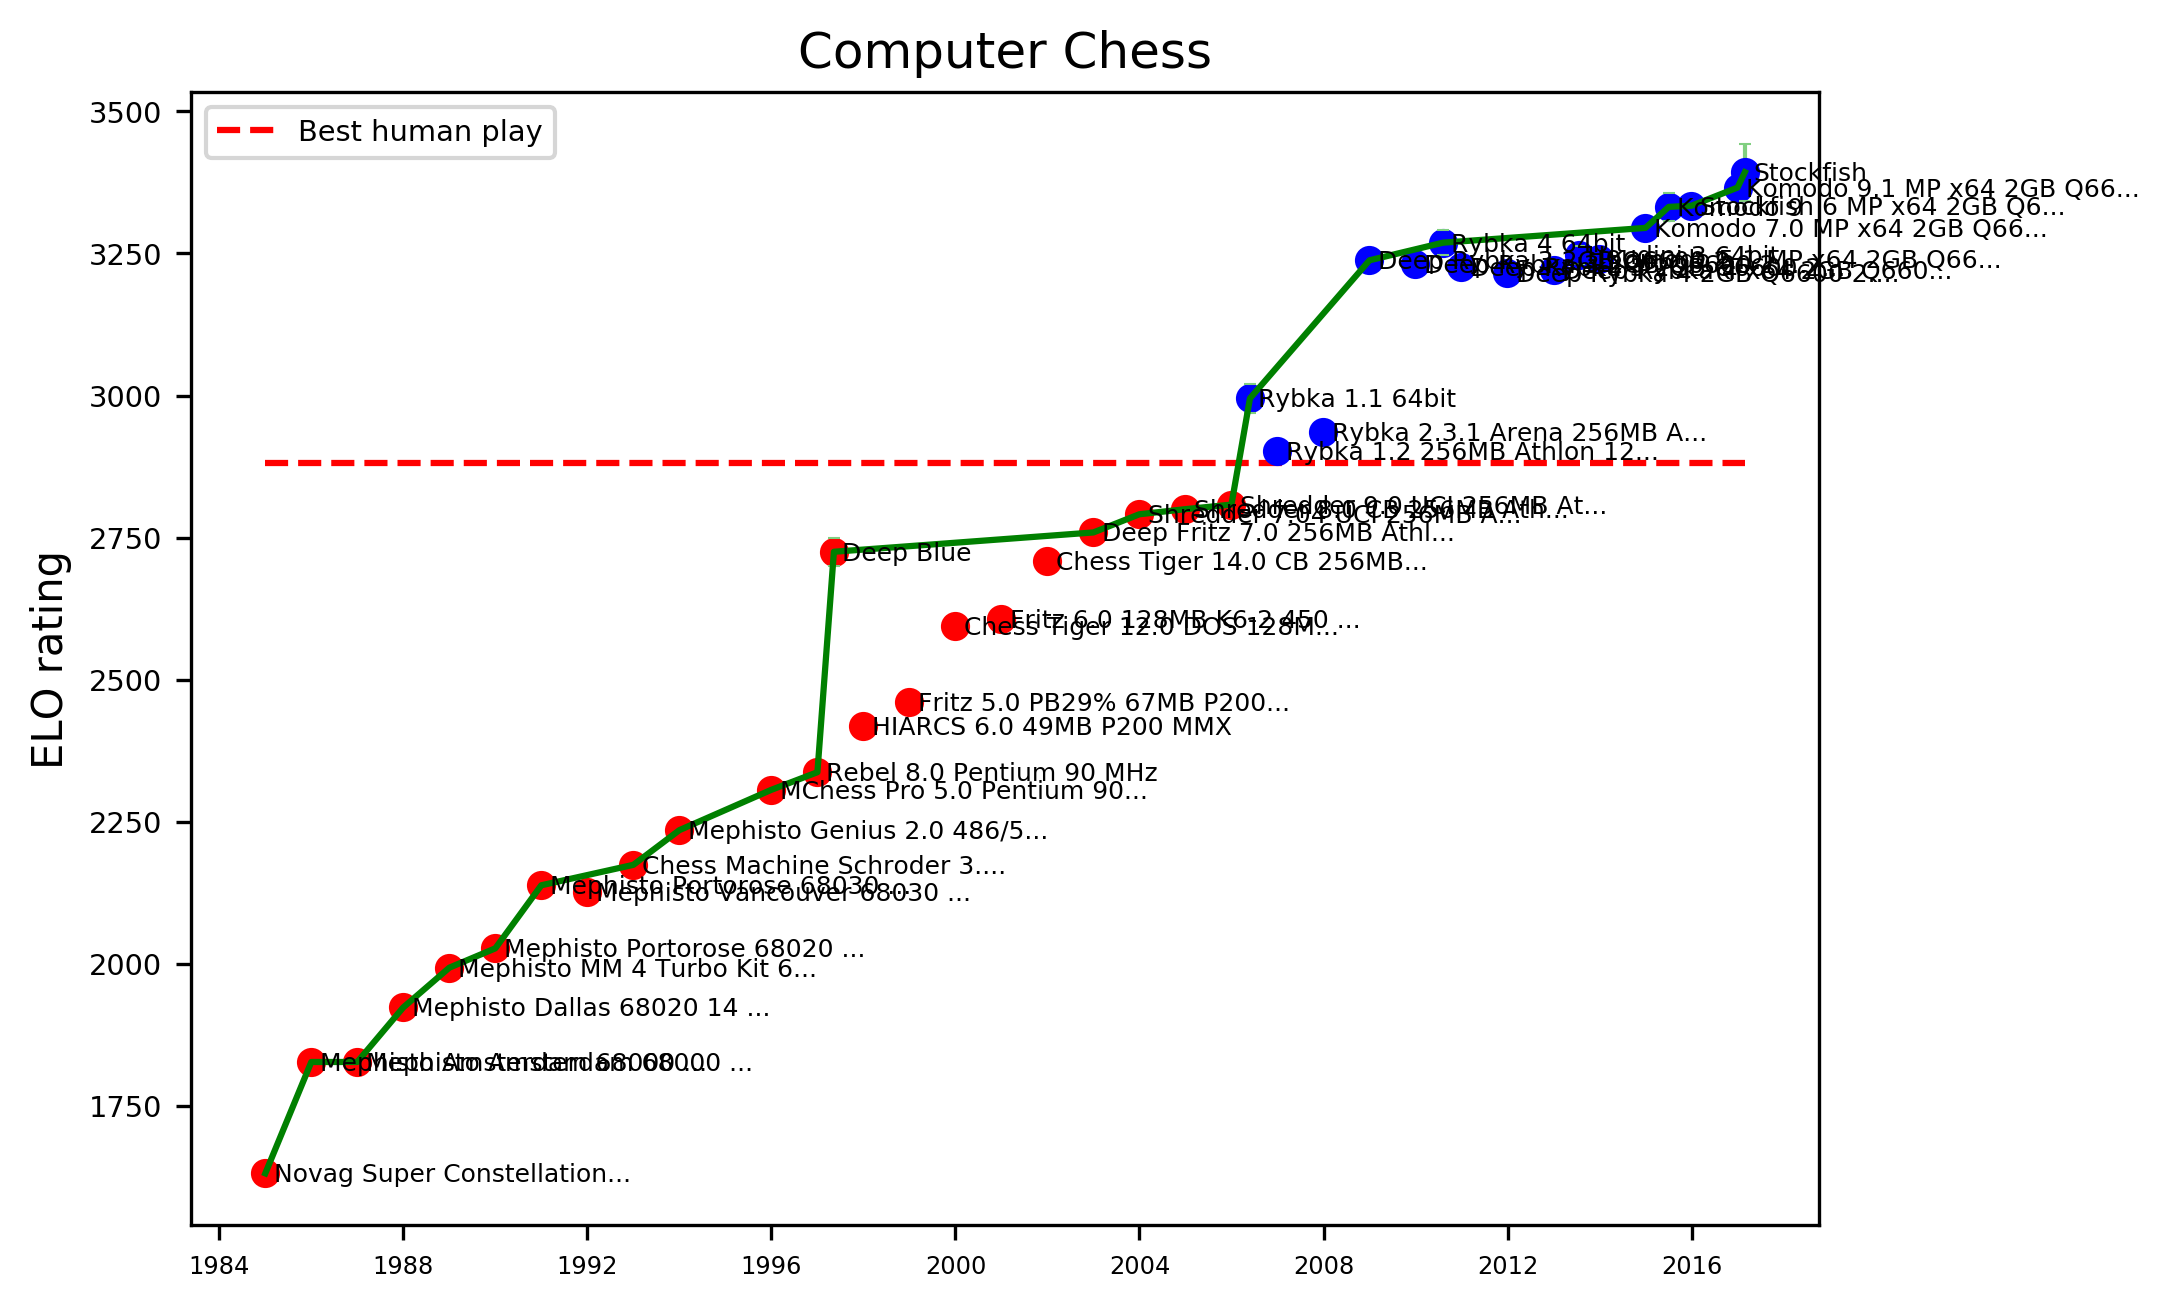 Computer Chess
ELO rating
3500
3250
3000
2750
2500
2250
2000
1750
Best human play
Stockfish
Komodo 9.1 MP x64 2GB Q66...
Komodo 9
Stockfish 6 MP x64 2GB Q6...
Komodo 7.0 MP x64 2GB Q66...
Rybka 4 64bit
Deep Rybka
MP x64 2GB Q66...
Deep Rybka 4 2GB Q6600 2....
Rybka 1.1 64bit
Rybka 2.3.1 Arena 256MB A...
Rybka 1.2 256MB Athlon 12...
Shredder 9.0 UCI 256MB At...
Shredder 8.0 CB 256MB Ath...
Shredder 7.04 UCI 256MB A...
Deep Fritz 7.0 256MB Athl...
Deep Blue
Chess Tiger 14.0 CB 256MB...
Fritz 6.0 128MB K6-2 450 ...
Chess Tiger 12.0 DOS 128M...
Fritz 5.0 PB29% 67MB P200...
HIARCS 6.0 49MB P200 MMX
Rebel 8.0 Pentium 90 MHz
MChess Pro 5.0 Pentium 90...
Mephisto Genius 2.0 486/5...
Chess Machine Schroder 3....
Mephisto Portorose 68030 ...
Mephisto Vancouver 68030 ...
Mephisto Portorose 68020 ...
Mephisto MM 4 Turbo Kit 6...
Mephisto Dallas 68020 14 ...
Mephisto Amsterdam 68000 ...
Mephisto Amsterdam 68000 ...
Novag Super Constellation...
1984
1988
1992
1996
2000
2004
2008
2012
2016